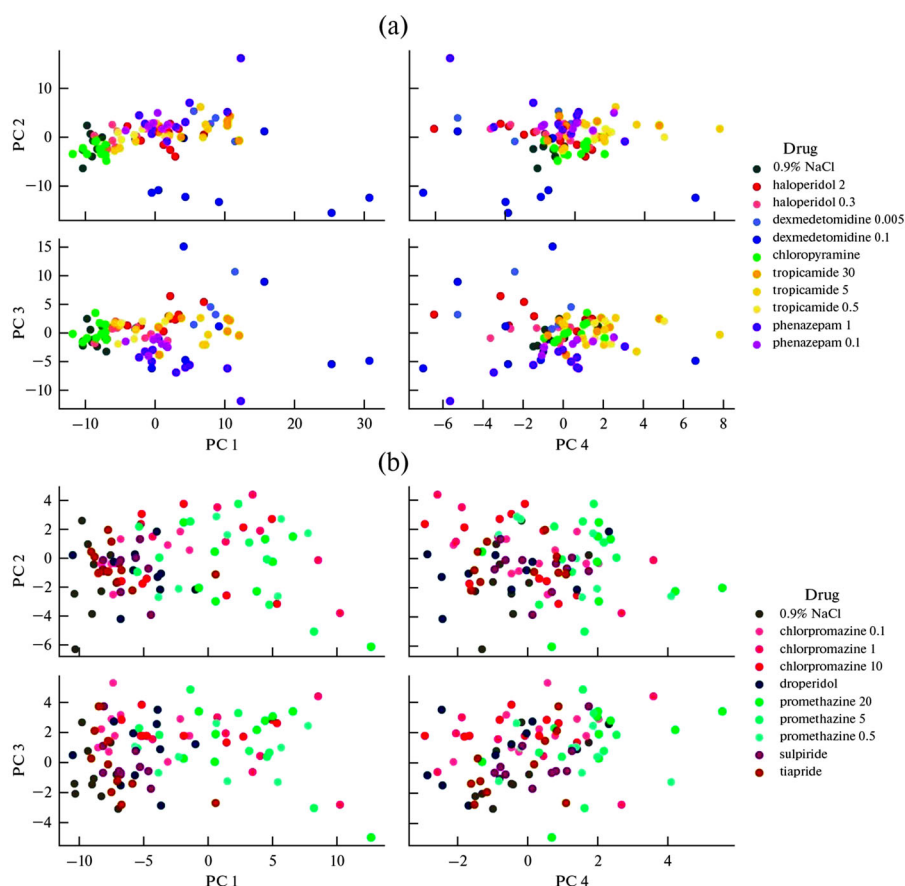 (a)
PC 2
10
0
−10
Drug
0.9% NaCl
haloperidol 2
haloperidol 0.3
dexmedetomidine 0.005
dexmedetomidine 0.1
chloropyramine
tropicamide 30
tropicamide 5
tropicamide 0.5
phenazepam 1
phenazepam 0.1
PC 3
15
10
5
0
−5
−10
−10 0 10 20 30
−6 −4 −2 0 2 4 6 8
PC 1 PC 4
(b)
PC 2
4
2
0
−2
−4
−6
Drug
0.9% NaCl
chlorpromazine 0.1
chlorpromazine 1
chlorpromazine 10
droperidol
promethazine 20
promethazine 5
promethazine 0.5
sulpiride
tiapride
PC 3
4
2
0
−2
−4
−10 −5 0 5 10
−2 0 2 4
PC 1 PC 4